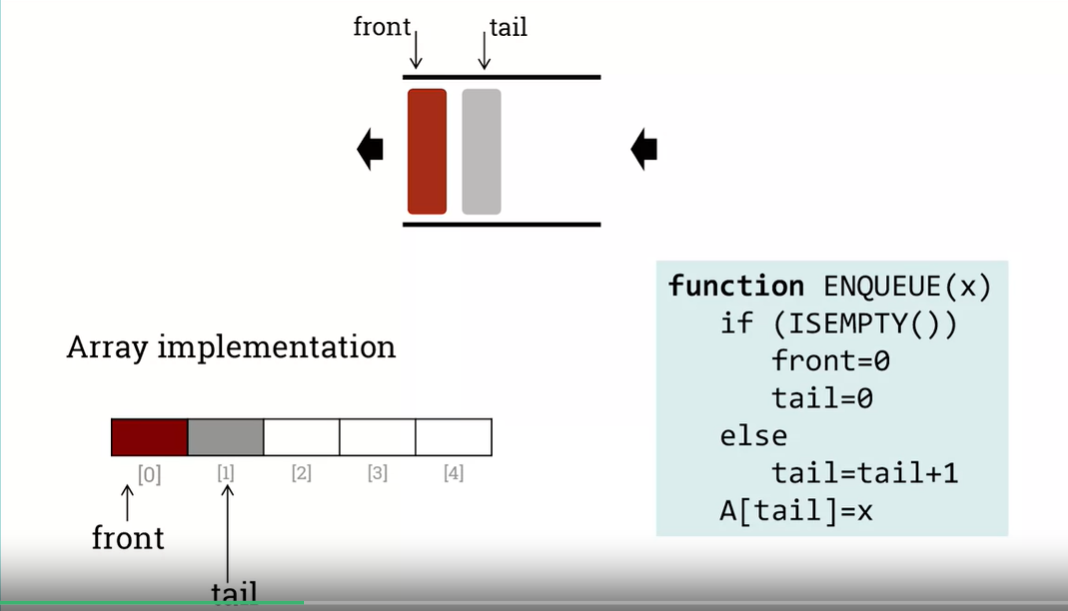 front tail
Array implementation
[0] [1] [2] [3] [4]
front
tail
function ENQUEUE(x)
if (ISEMPTY())
front=0
tail=0
else
tail=tail+1
A[tail]=x